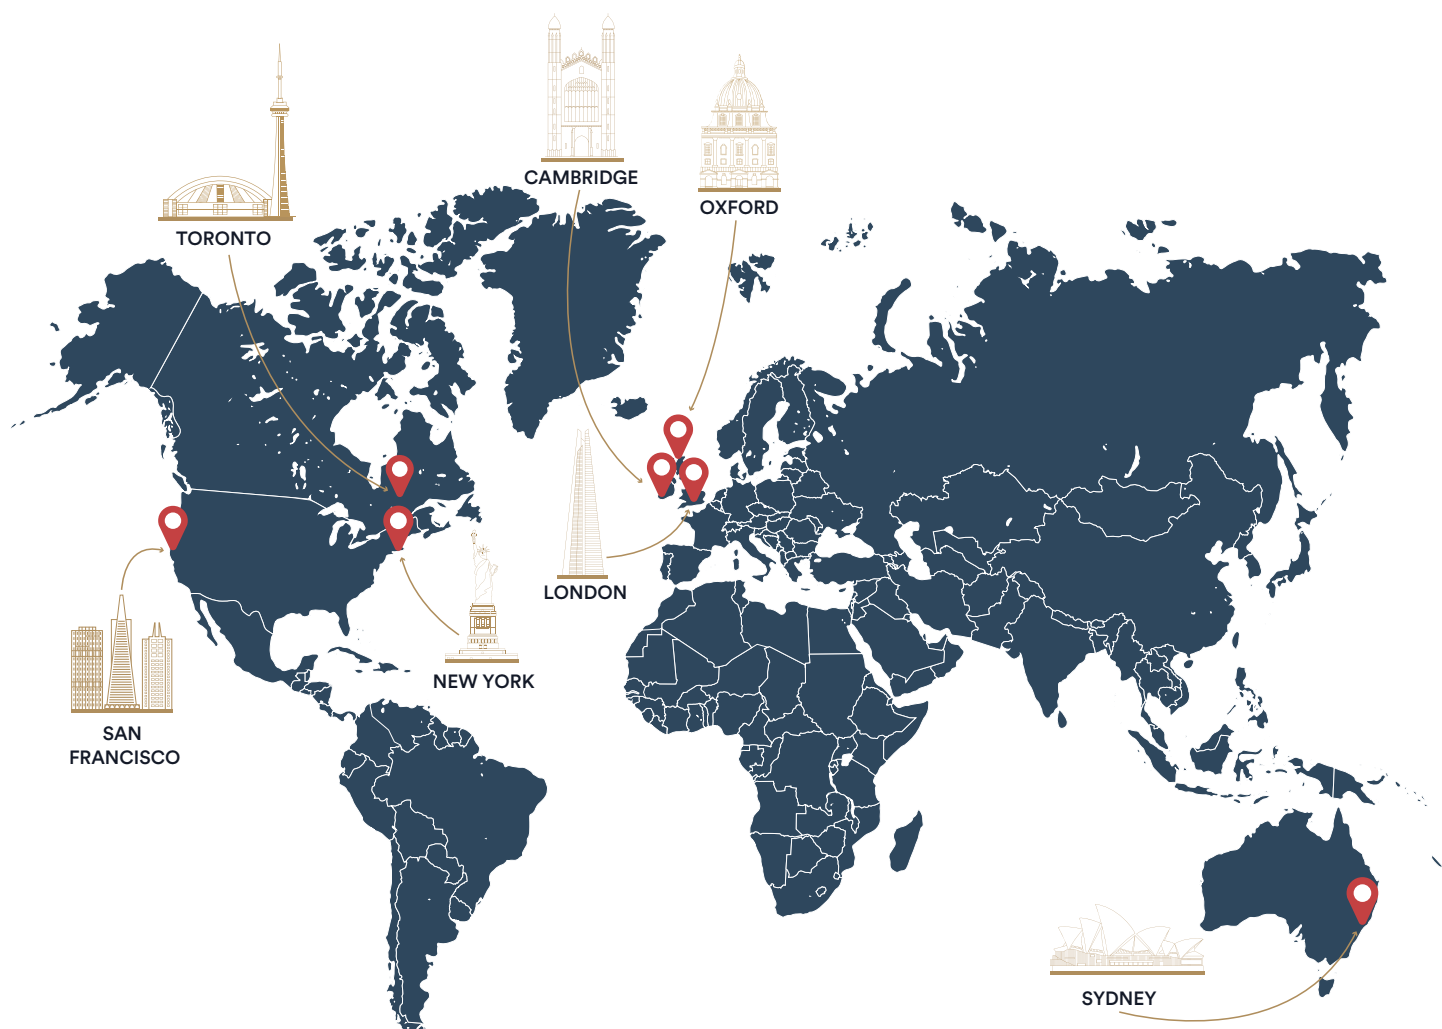 CAMBRIDGE
OXFORD
TORONTO
LONDON
NEW YORK
SAN
FRANCISCO
SYDNEY